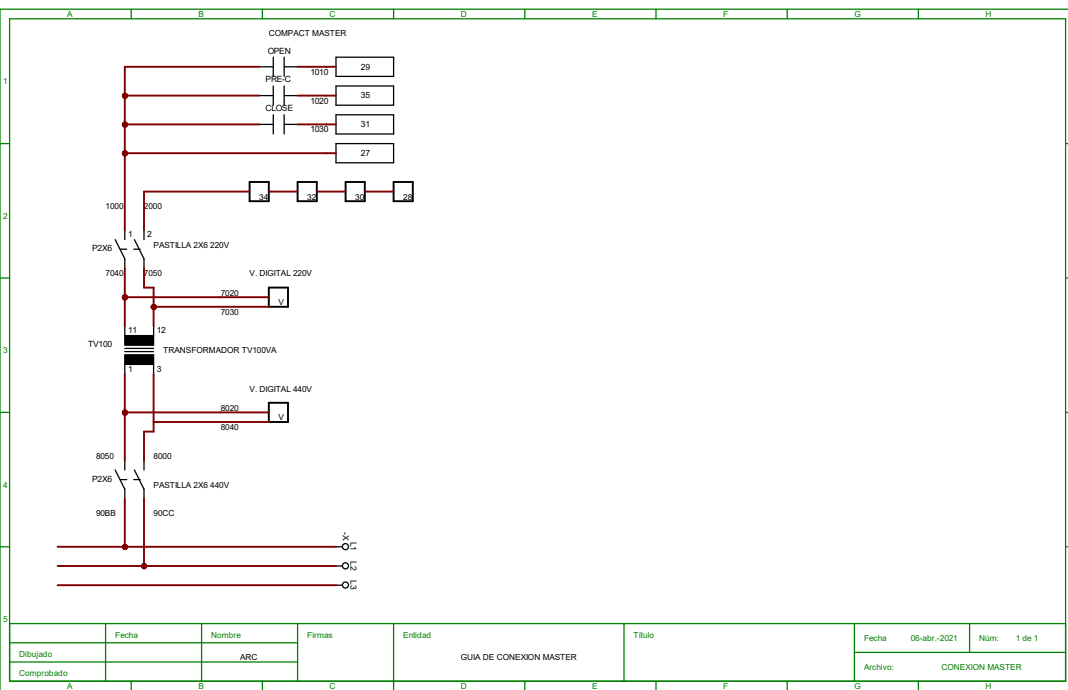 A B C D E F G H
COMPACT MASTER
OPEN
1
1010 29
PRE-C
1020 35
CLOSE
1030 31
27
34 32 30 28
1000 2000
2
1 2
P2X6 PASTILLA 2X6 220V
7040 7050 V. DIGITAL 220V
7020
V
7030
11 12
TV100 TRANSFORMADOR TV100VA
3
1 3
V. DIGITAL 440V
8020
V
8040
8050 8000
P2X6 PASTILLA 2X6 440V
4
90BB 90CC
-X
L1
L2
L3
5
Fecha Nombre Firmas Entidad Título Fecha 06-abr.-2021 Núm: 1 de 1
Dibujado ARC GUIA DE CONEXION MASTER
Comprobado Archivo: CONEXION MASTER
A B C D E F G H